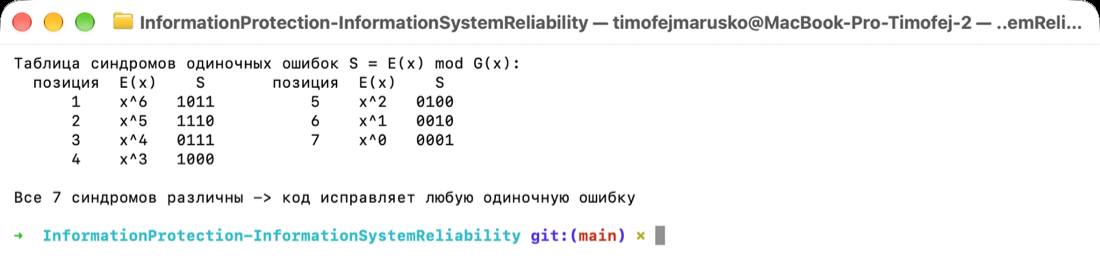 InformationProtection-InformationSystemReliability — timofejmarusko@MacBook-Pro-Timofej-2 — ..emReli...
Таблица синдромов одиночных ошибок S = E(x) mod G(x):
позиция E(x) S позиция E(x) S
1 x^6 1011 5 x^2 0100
2 x^5 1110 6 x^1 0010
3 x^4 0111 7 x^0 0001
4 x^3 1000
Все 7 синдромов различны —> код исправляет любую одиночную ошибку
➜ InformationProtection-InformationSystemReliability git:(main) ×